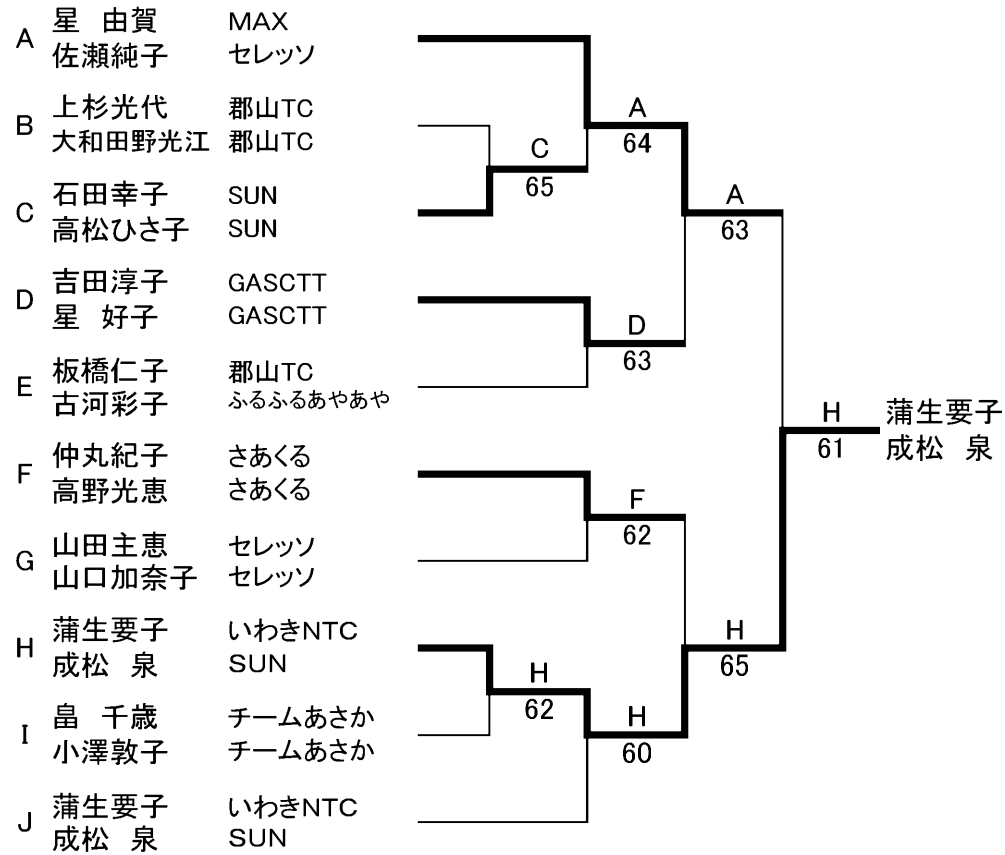 A 星 由賀 MAX
佐瀬純子 セレッソ
B 上杉光代 郡山TC
大和田野光江 郡山TC
C 石田幸子 SUN
高松ひさ子 SUN
D 吉田淳子 GASCTT
星 好子 GASCTT
E 板橋仁子 郡山TC
古河彩子 ふるふるあやあや
F 仲丸紀子 さあくる
高野光恵 さあくる
G 山田主恵 セレッソ
山口加奈子 セレッソ
H 蒲生要子 いわきNTC
成松 泉 SUN
I 畠 千歳 チームあさか
小澤敦子 チームあさか
J 蒲生要子 いわきNTC
成松 泉 SUN
C
65
H
62
A
64
D
63
F
62
H
60
A
63
H
65
H
61
蒲生要子
成松 泉